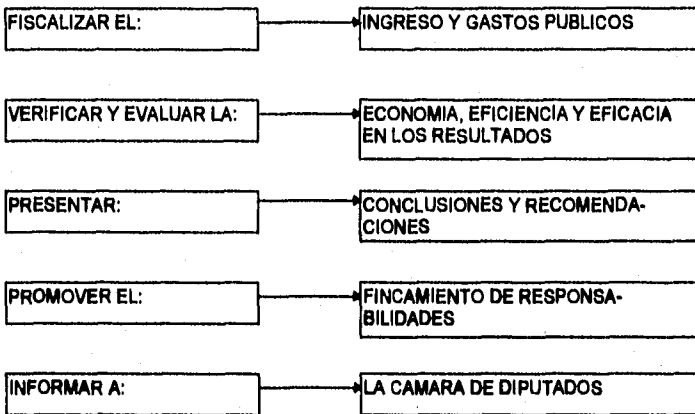 FISCALIZAR EL:
INGRESO Y GASTOS PUBLICOS
VERIFICAR Y EVALUAR LA:
ECONOMIA, EFICIENCIA Y EFICACIA
EN LOS RESULTADOS
PRESENTAR:
CONCLUSIONES Y RECOMENDA-
CIONES
PROMOVER EL:
FINCAMIENTO DE RESPONSA-
BILIDADES
INFORMAR A:
LA CAMARA DE DIPUTADOS